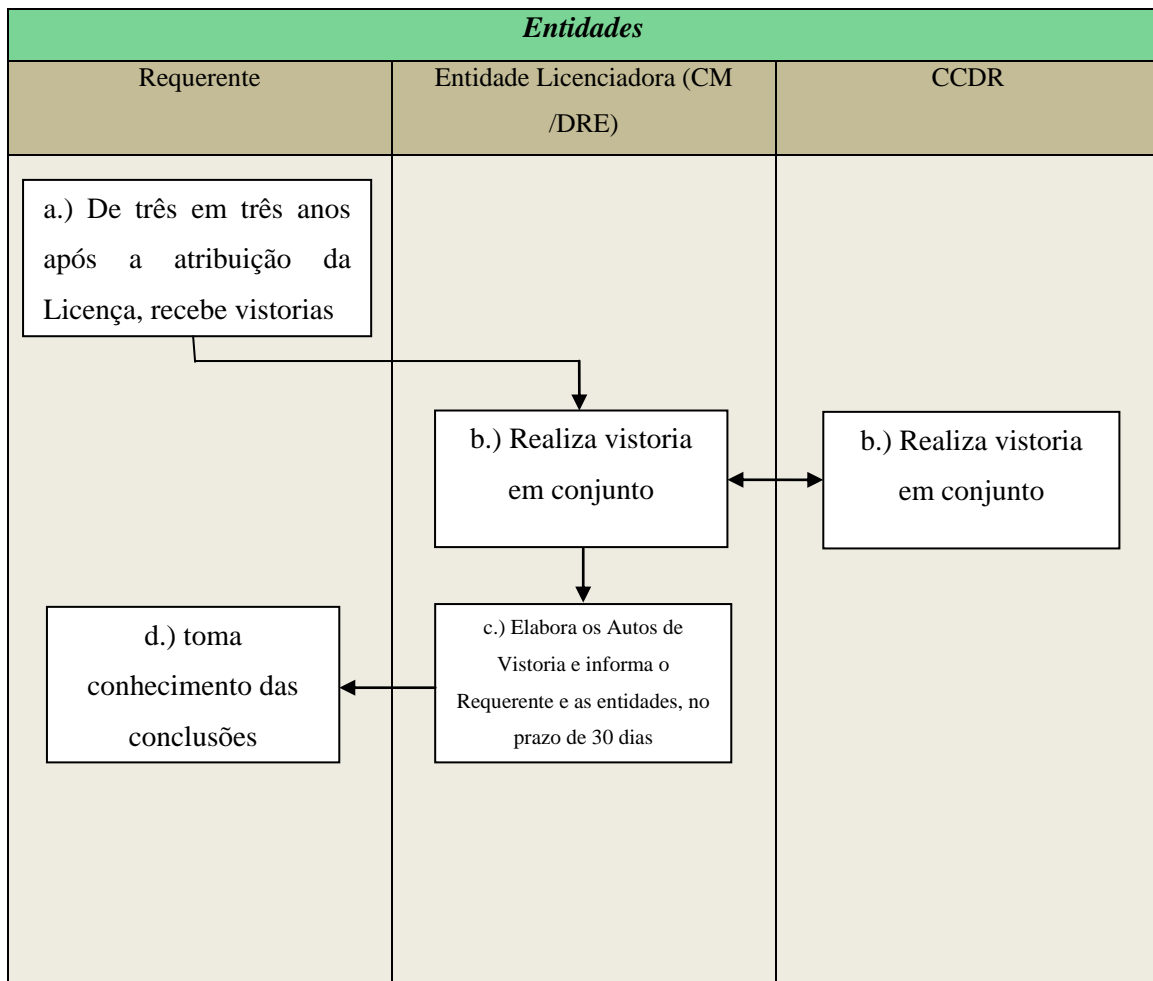 Entidades
Requerente
Entidade Licenciadora (CM
/DRE)
CCDR
a.) De três em três anos
após a atribuição da
Licença, recebe vistorias
b.) Realiza vistoria
em conjunto
b.) Realiza vistoria
em conjunto
c.) Elabora os Autos de
Vistoria e informa o
Requerente e as entidades, no
prazo de 30 dias
d.) toma
conhecimento das
conclusões